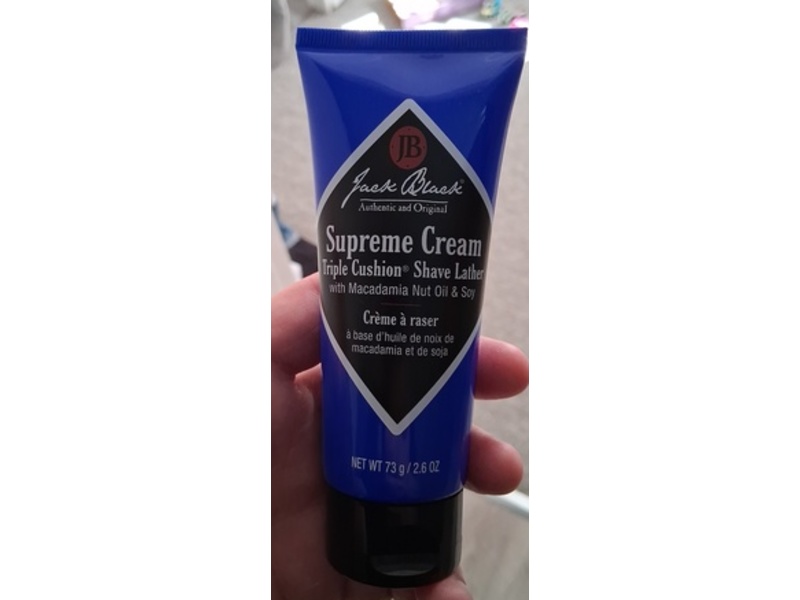 JB
Jack Black®
Authentic and Original
Supreme Cream
Triple Cushion® Shave Lather
with Macadamia Nut Oil & Soy
Crème à raser
à base d'huile de noix de
macadamia et de soja
NET WT 73 g / 2.6 OZ